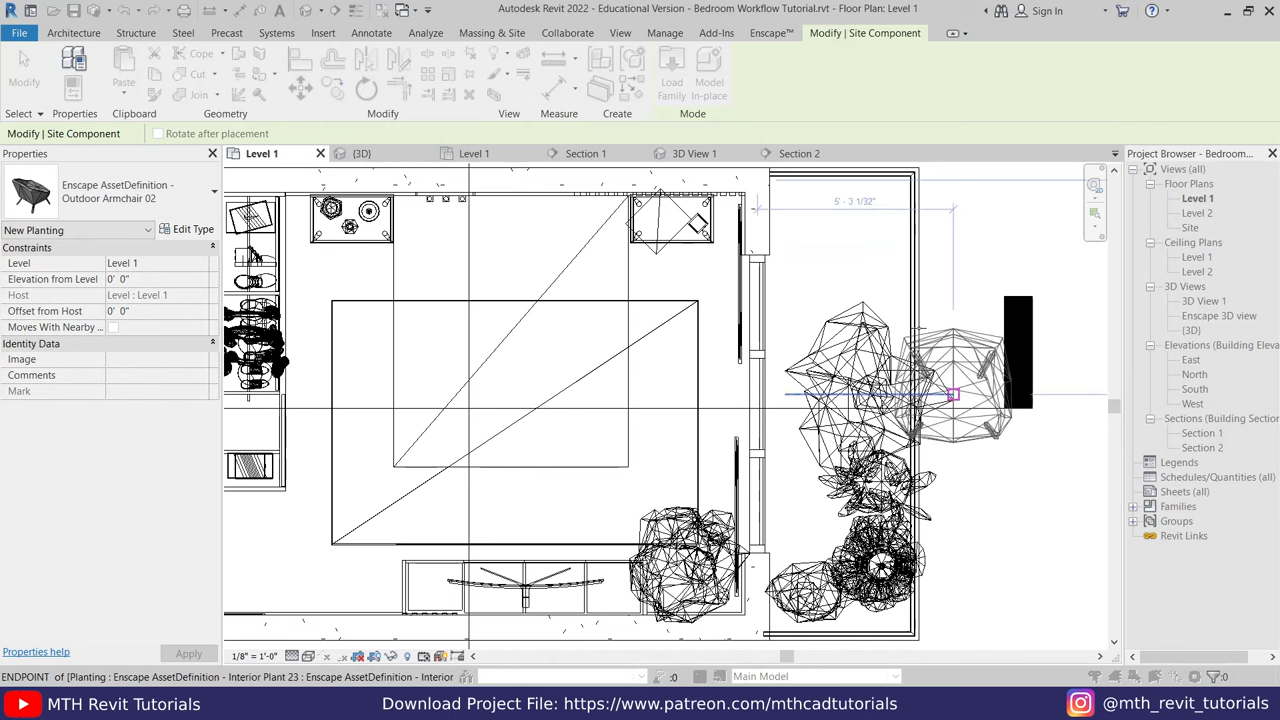 Autodesk Revit 2022 - Educational Version - Bedroom Workflow Tutorial.rvt - Floor Plan: Level 1
Sign In
File Architecture Structure Steel Precast Systems Insert Annotate Analyze Massing & Site Collaborate View Manage Add-Ins Enscape™ Modify | Site Component
Modify
Paste
Cope
Cut
Join
Load
Family
Model
In-place
Select Properties Clipboard Geometry Modify View Measure Create Mode
Modify | Site Component Rotate after placement
Properties
Level 1 {3D} Level 1 Section 1 3D View 1 Section 2
Project Browser - Bedroom...
Enscape AssetDefinition -
Outdoor Armchair 02
New Planting Edit Type
Constraints
Level Level 1
Elevation from Level 0' 0"
Host Level : Level 1
Offset from Host 0' 0"
Moves With Nearby ...
Identity Data
Image
Comments
Mark
Properties help Apply
5' - 3 1/32"
2D
Views (all)
Floor Plans
Level 1
Level 2
Site
Ceiling Plans
Level 1
Level 2
3D Views
3D View 1
Enscape 3D view
{3D}
Elevations (Building Eleva
East
North
South
West
Sections (Building Section
Section 1
Section 2
Legends
Schedules/Quantities (all)
Sheets (all)
Families
Groups
Revit Links
1/8" = 1'-0"
ENDPOINT of [Planting : Enscape AssetDefinition - Interior Plant 23 : Enscape AssetDefinition - Interior
:0 Main Model :0
MTH Revit Tutorials Download Project File: https://www.patreon.com/mthcadtutorials @mth_revit_tutorials